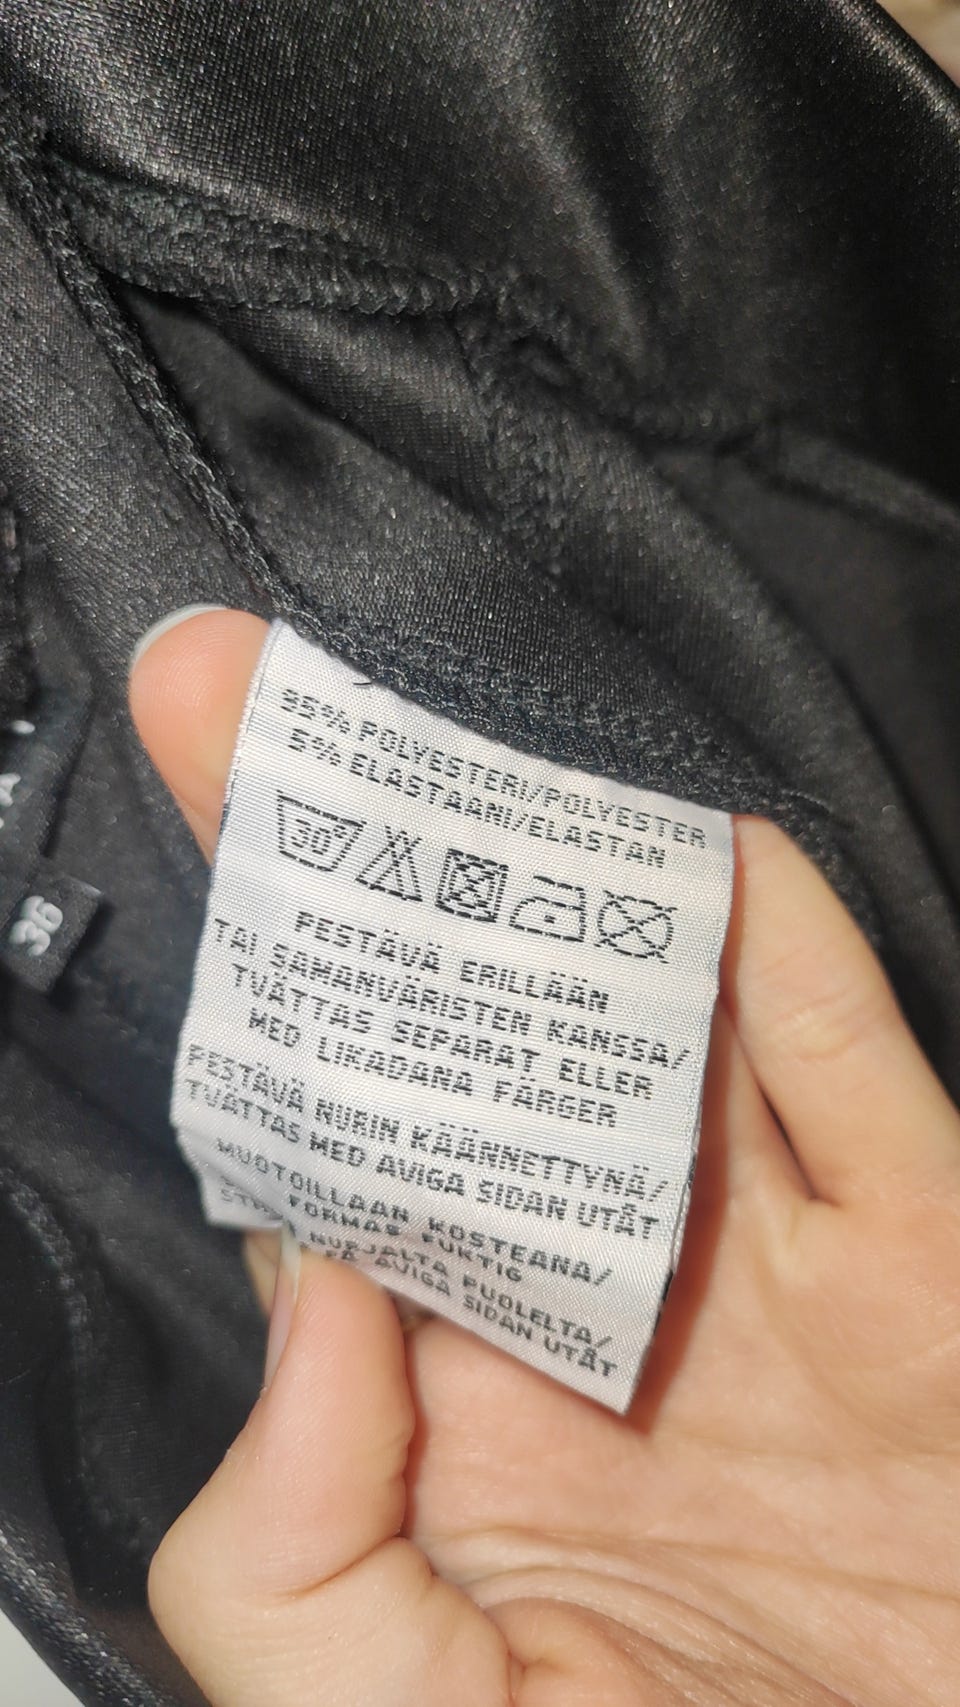 95% POLYESTERI/POLYESTER
5% ELASTAANI/ELASTAN
30°
PESTÄVÄ ERILLÄÄN
TAI SAMANVÄRISTEN KANSSA/
TVÄTTAS SEPARAT ELLER
MED LIKADANA FÄRGER
PESTÄVÄ NURIN KÄÄNNETTYNÄ/
TVÄTTAS MED AVIGA SIDAN UTÅT
MUOTOILLAAN KOSTEANA/
FORMAS FUKTIG
NURJALTA PUOLELTA/
PÅ AVIGA SIDAN UTÅT
36